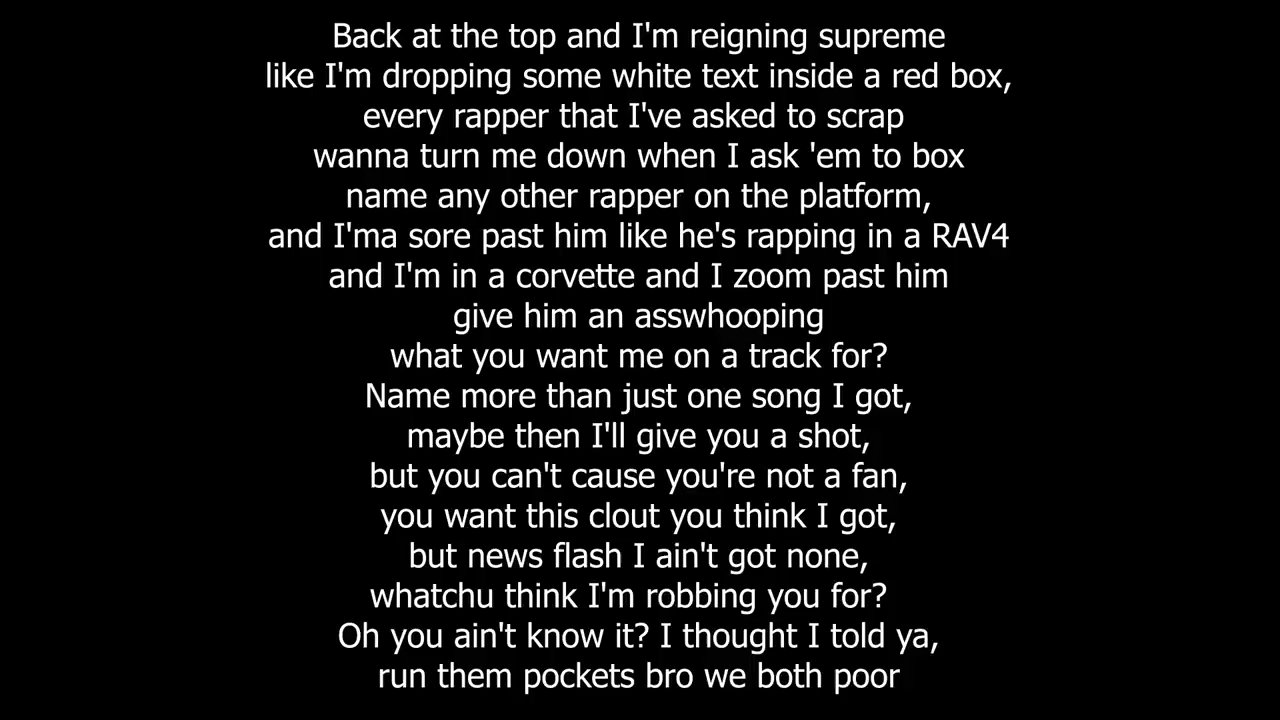 Back at the top and I'm reigning supreme
like I'm dropping some white text inside a red box,
every rapper that I've asked to scrap
wanna turn me down when I ask 'em to box
name any other rapper on the platform,
and I'ma sore past him like he's rapping in a RAV4
and I'm in a corvette and I zoom past him
give him an asswhooping
what you want me on a track for?
Name more than just one song I got,
maybe then I'll give you a shot,
but you can't cause you're not a fan,
you want this clout you think I got,
but news flash I ain't got none,
whatchu think I'm robbing you for?
Oh you ain't know it? I thought I told ya,
run them pockets bro we both poor